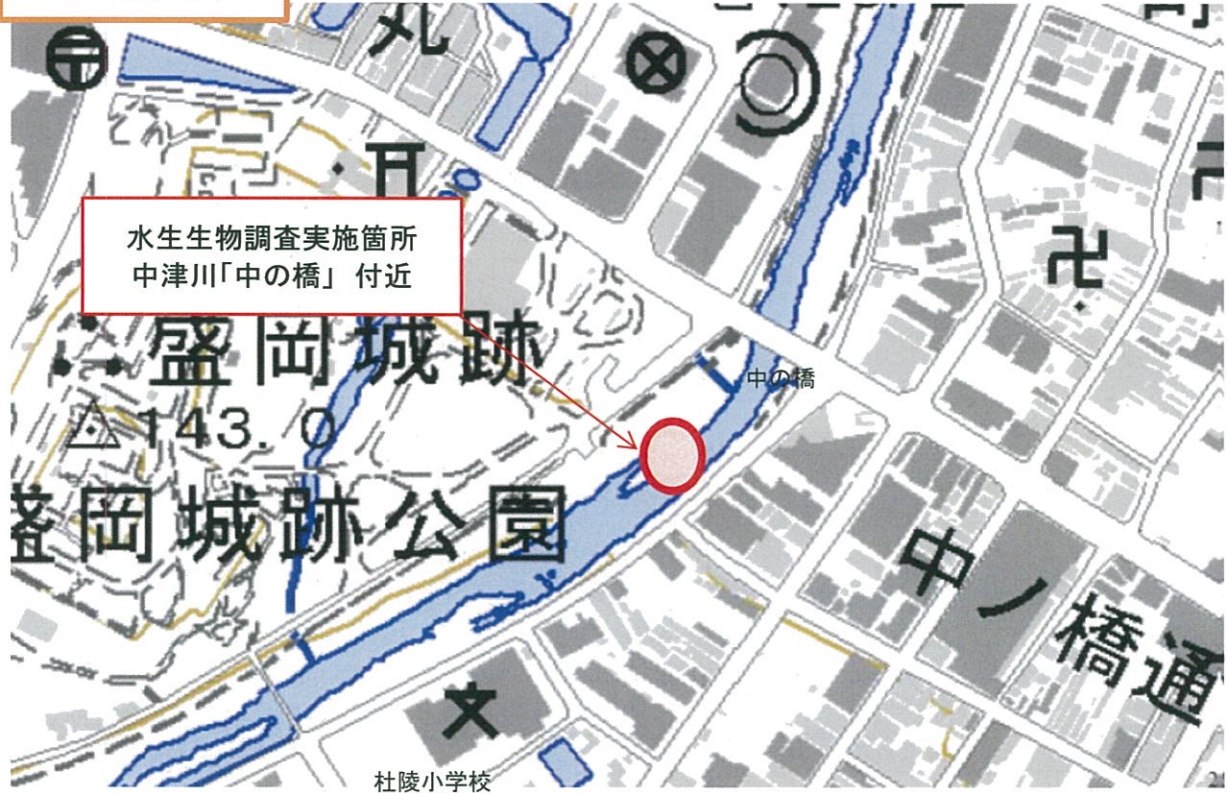 丸
水生生物調査実施箇所
中津川「中の橋」 付近
盛岡城跡
中の橋
143.0
盛岡城跡公園
中ノ橋通
杜陵小学校